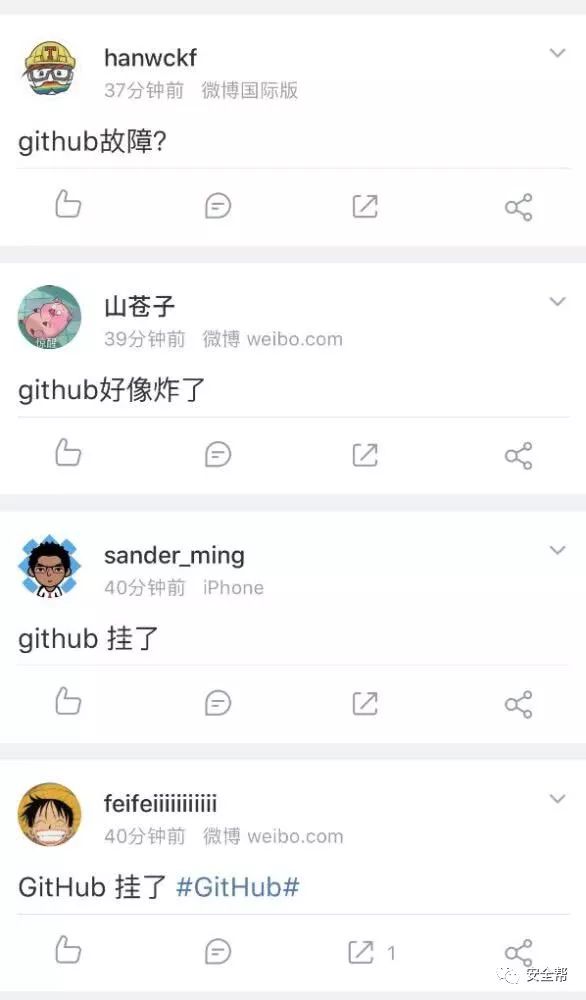 hanwckf
37分钟前 微博国际版
github故障?
山苍子
39分钟前 微博 weibo.com
github好像炸了
惊醒
sander_ming
40分钟前 iPhone
github 挂了
feifeiiiiiiiiiii
40分钟前 微博 weibo.com
GitHub 挂了 #GitHub#
1
安全帮